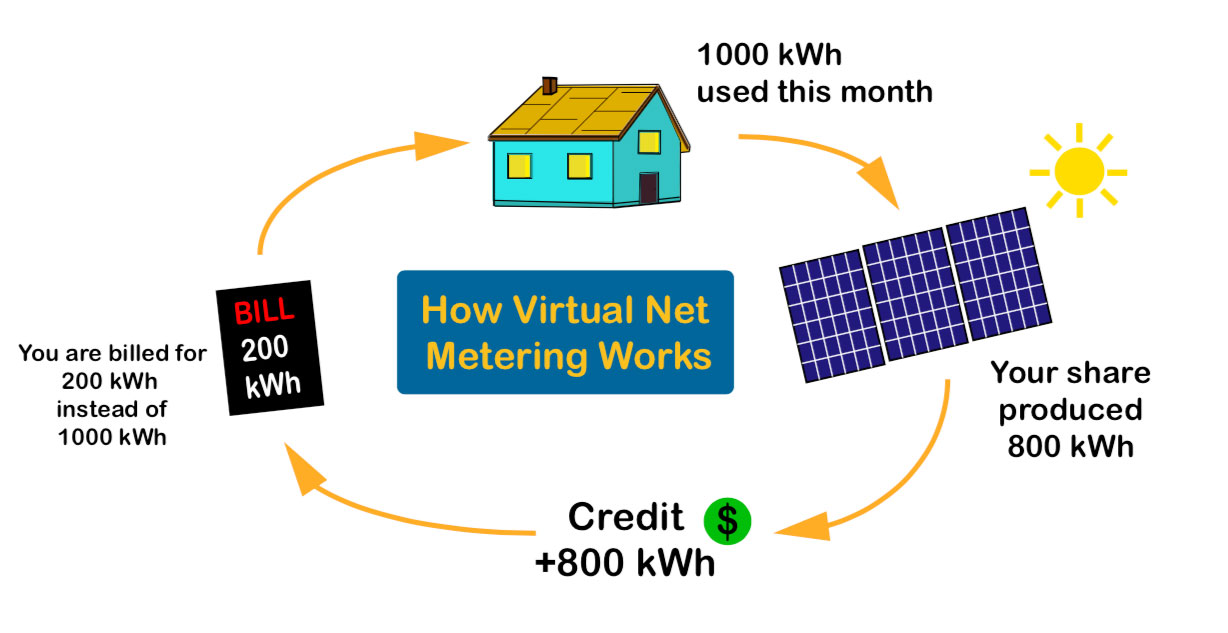 1000 kWh
used this month
How Virtual Net
Metering Works
BILL
200
kWh
You are billed for
200 kWh
instead of
1000 kWh
Your share
produced
800 kWh
Credit $
+800 kWh